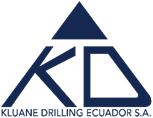 KD
KLUANE DRILLING ECUADOR S.A.